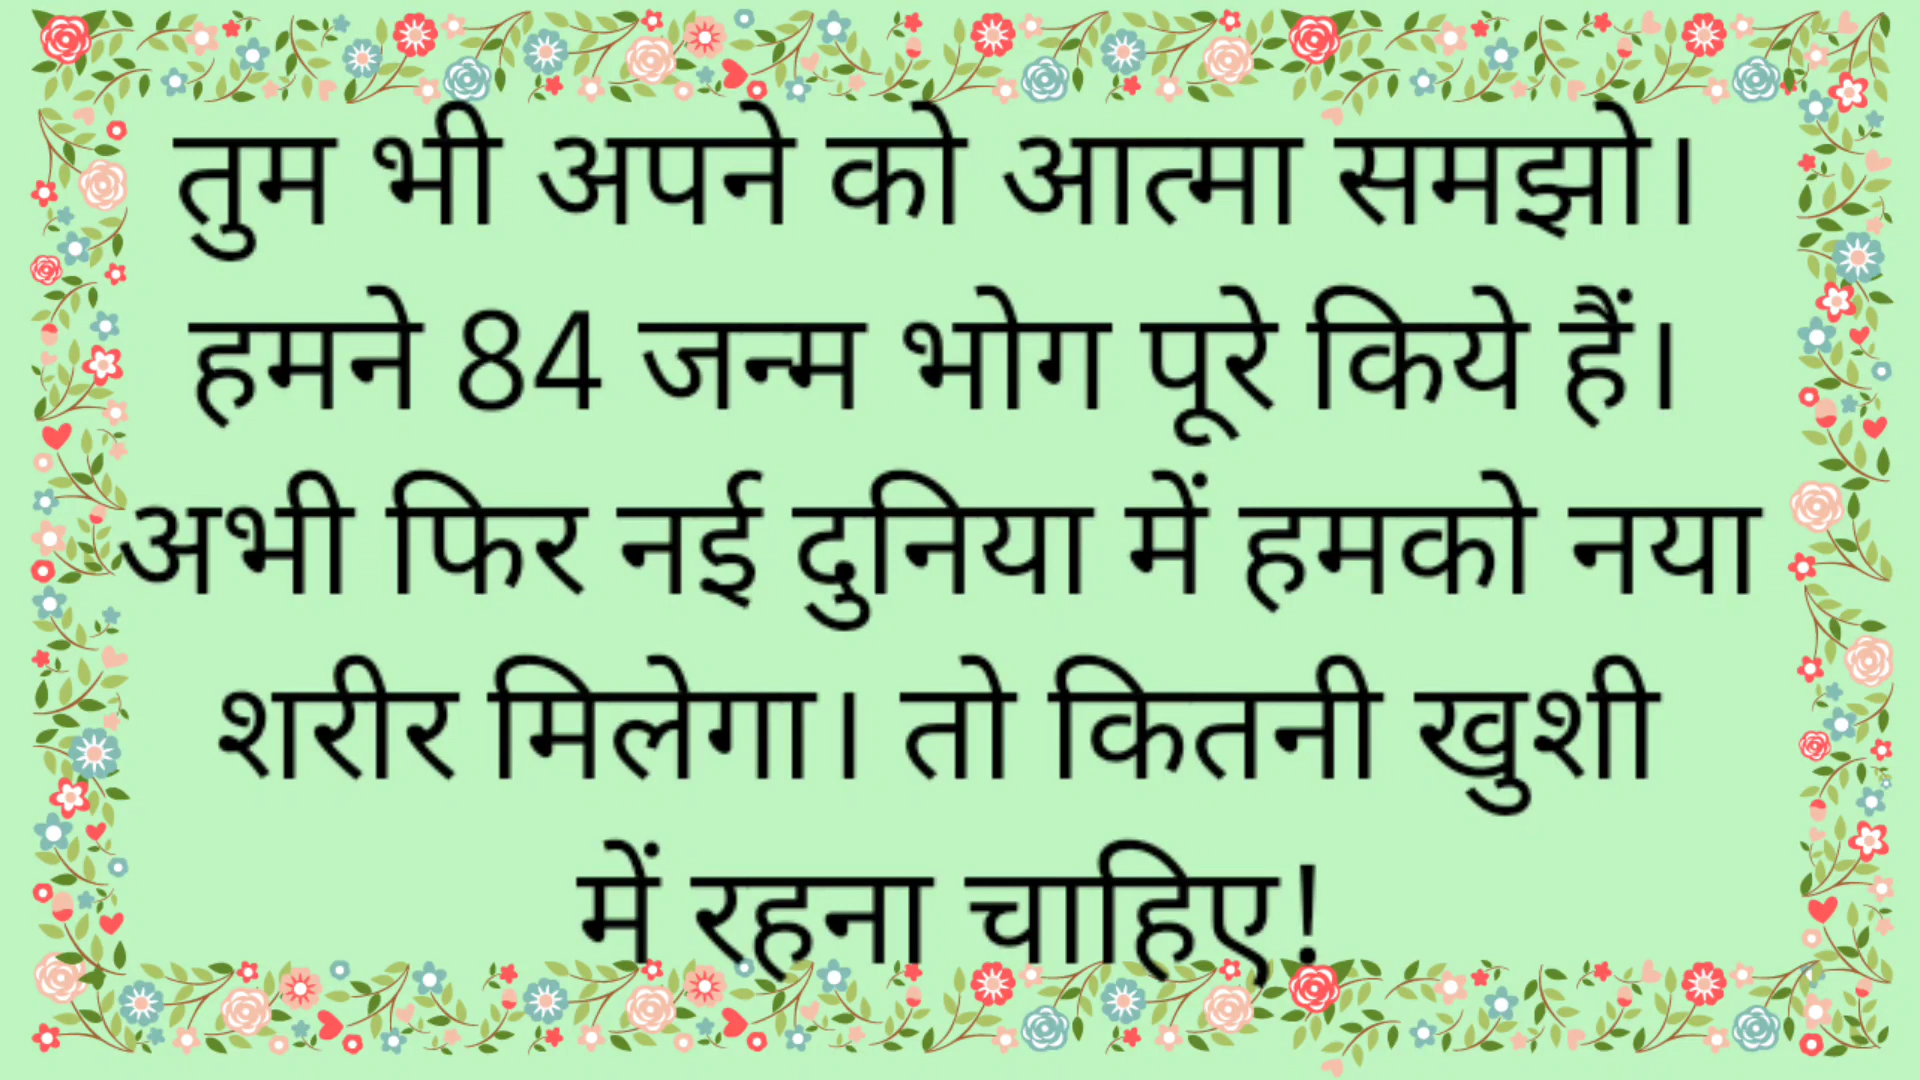 तुम भी अपने को आत्मा समझो।
हमने 84 जन्म भोग पूरे किये हैं।
अभी फिर नई दुनिया में हमको नया
शरीर मिलेगा। तो कितनी खुशी
में रहना चाहिए!